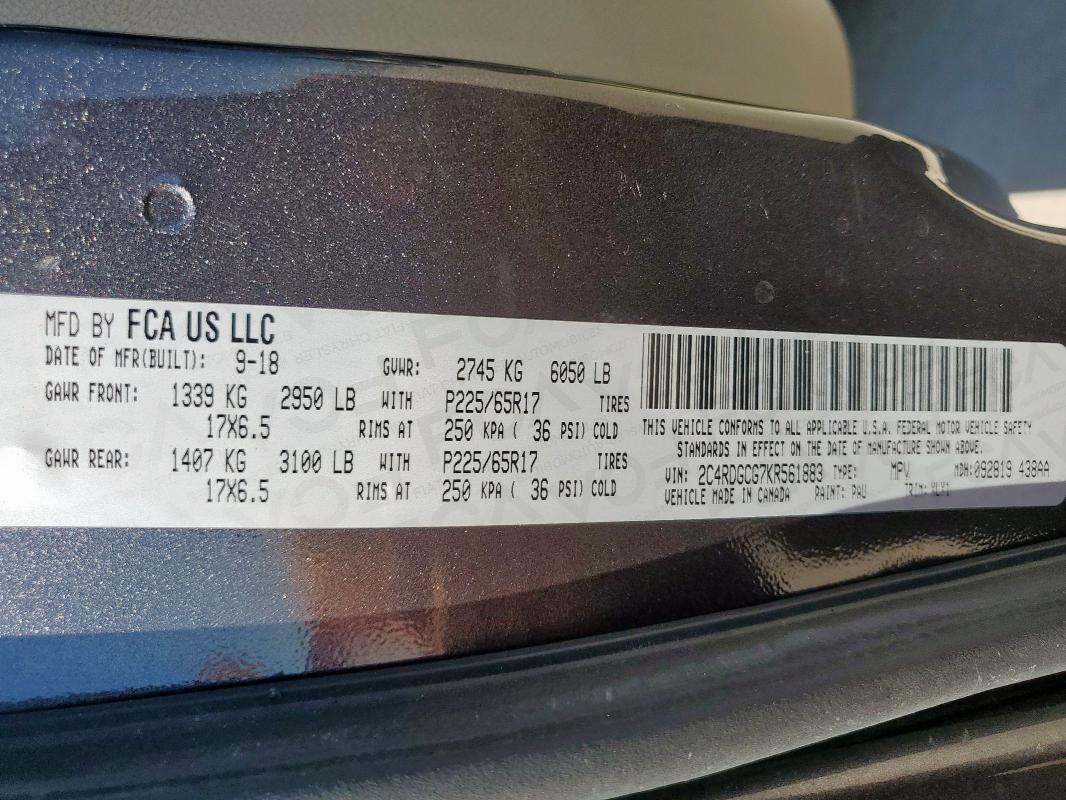 MFD BY FCA US LLC
DATE OF MFR(BUILT): 9-18 GVWR: 2745 KG 6050 LB
GAWR FRONT: 1339 KG 2950 LB WITH P225/65R17 TIRES
17X6.5 RIMS AT 250 KPA ( 36 PSI) COLD
GAWR REAR: 1407 KG 3100 LB WITH P225/65R17 TIRES
17X6.5 RIMS AT 250 KPA ( 36 PSI) COLD
THIS VEHICLE CONFORMS TO ALL APPLICABLE U.S.A. FEDERAL MOTOR VEHICLE SAFETY
STANDARDS IN EFFECT ON THE DATE OF MANUFACTURE SHOWN ABOVE.
VIN: 2C4RDGCG7KR561883 TYPE: MPV MDH:092819 438AA
VEHICLE MADE IN CANADA PAINT: PAU TRIM: